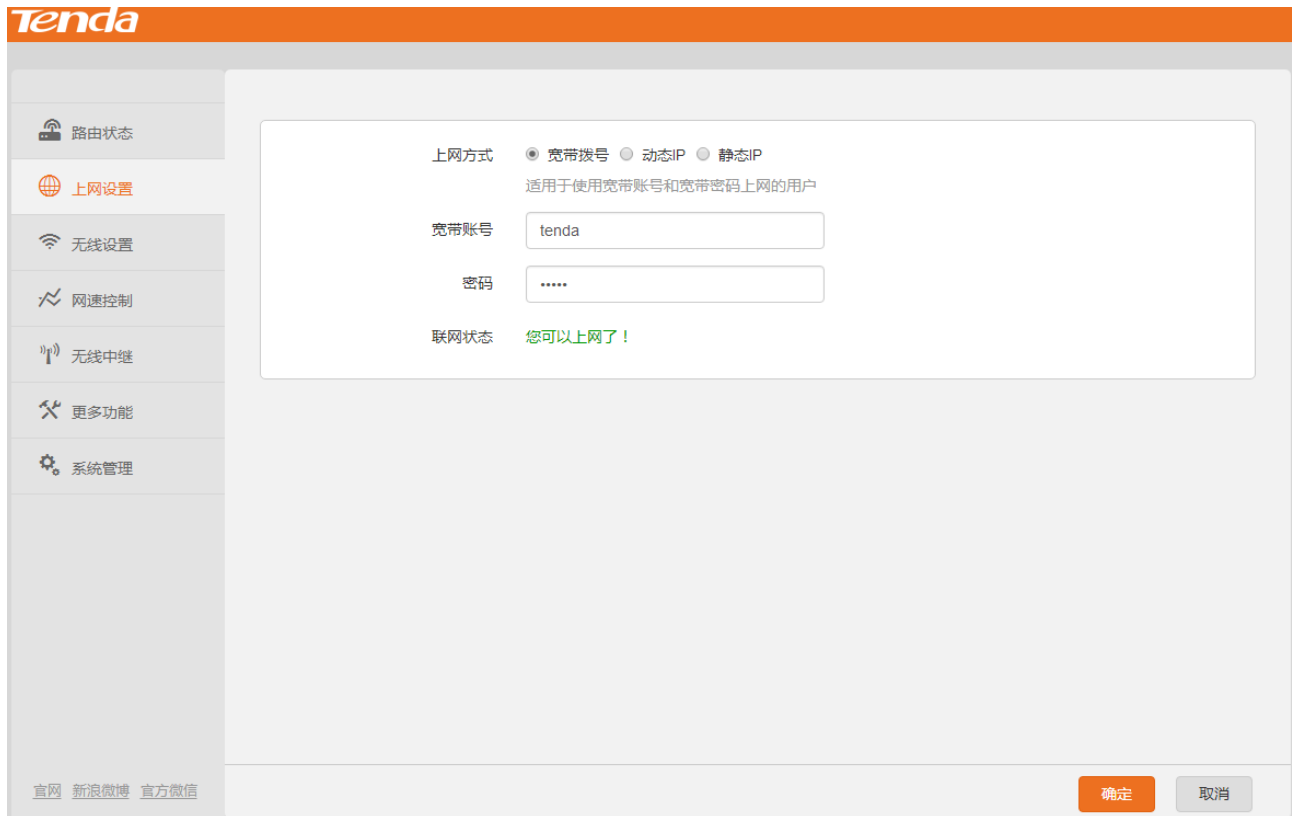 Tenda
路由状态
上网设置
无线设置
网速控制
无线中继
更多功能
系统管理
官网 新浪微博 官方微信
上网方式 宽带拨号 动态IP 静态IP
适用于使用宽带账号和宽带密码上网的用户
宽带账号 tenda
密码 •••••
联网状态 您可以上网了！
确定 取消